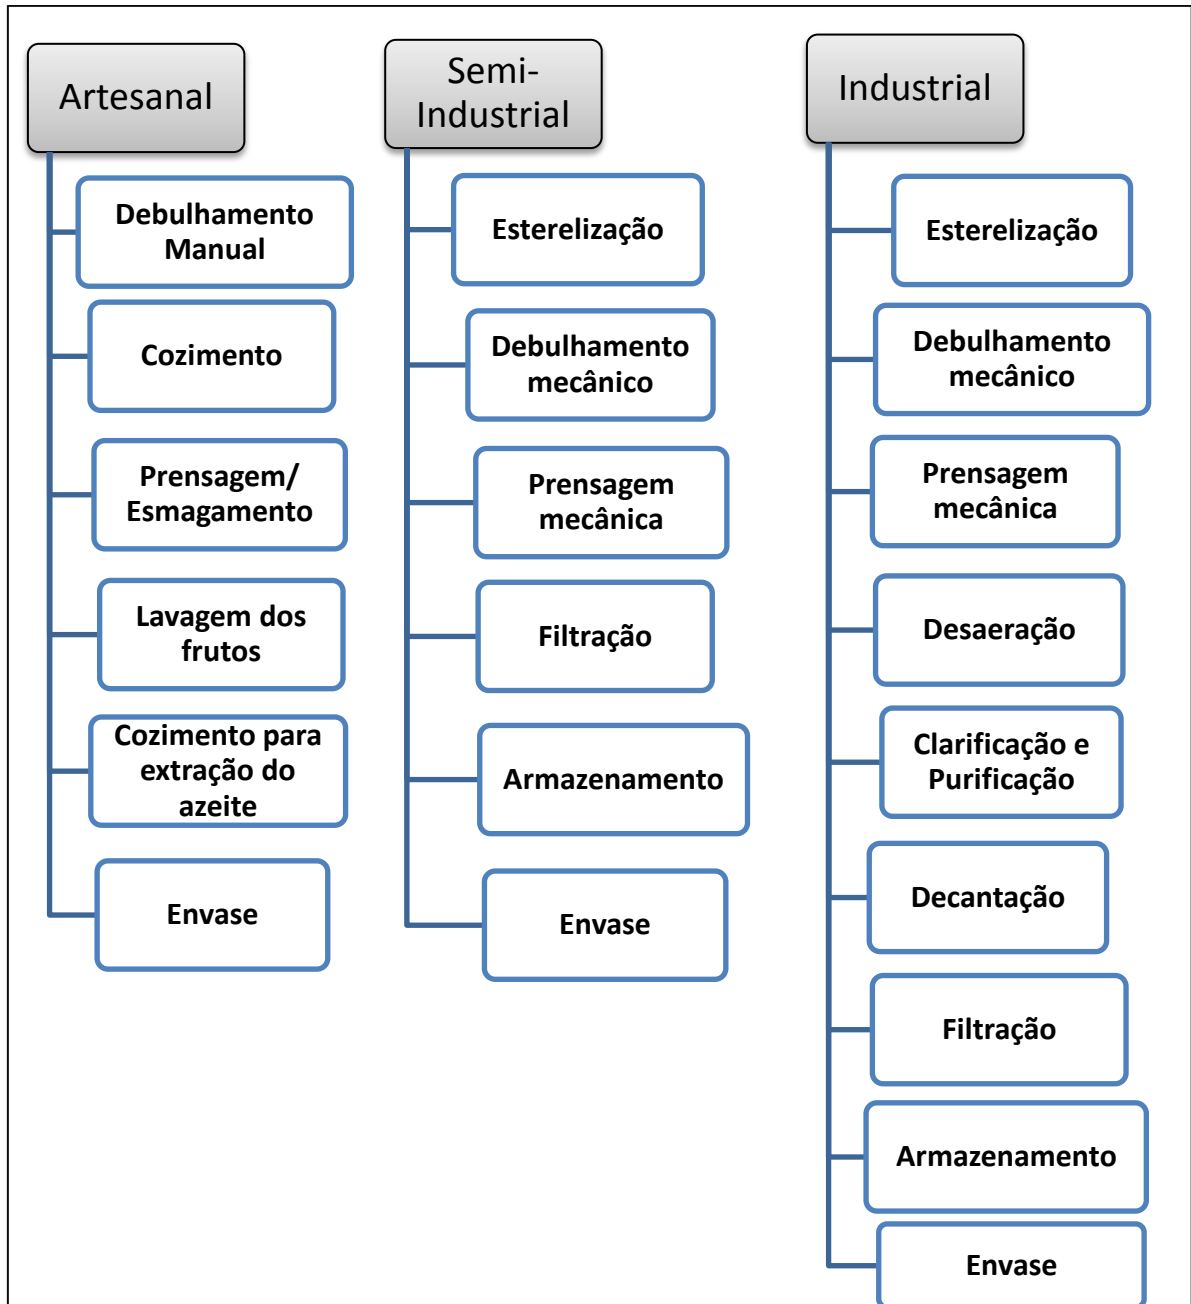 Artesanal
Debulhamento
Manual
Cozimento
Prensagem/
Esmagamento
Lavagem dos
frutos
Cozimento para
extração do
azeite
Envase
Semi-
Industrial
Esterelização
Debulhamento
mecânico
Prensagem
mecânica
Filtração
Armazenamento
Envase
Industrial
Esterelização
Debulhamento
mecânico
Prensagem
mecânica
Desaeração
Clarificação e
Purificação
Decantação
Filtração
Armazenamento
Envase